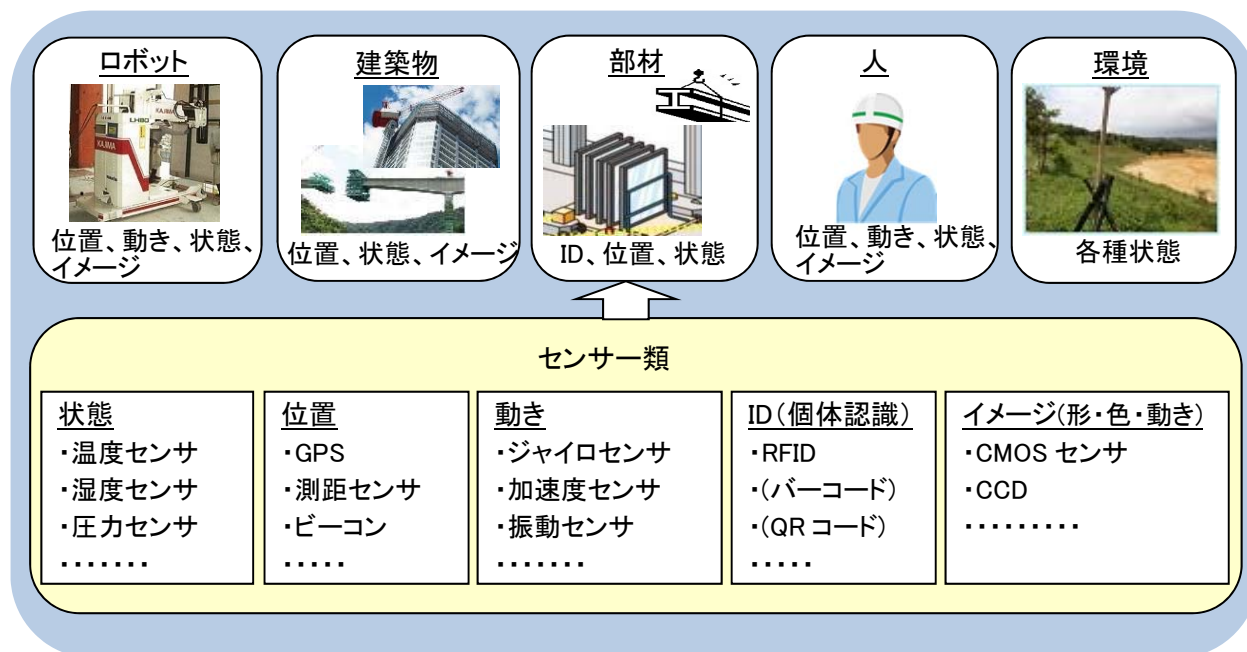 ロボット
KAJIMA
LH80
KAJIMA
位置、動き、状態、
イメージ
建築物
位置、状態、イメージ
部材
ID、位置、状態
人
位置、動き、状態、
イメージ
環境
各種状態
センサー類
状態
・温度センサ
・湿度センサ
・圧力センサ
・・・・・・・
位置
・GPS
・測距センサ
・ビーコン
・・・・・
動き
・ジャイロセンサ
・加速度センサ
・振動センサ
・・・・・・・
ID（個体認識）
・RFID
・(バーコード)
・(QR コード)
・・・・・
イメージ(形・色・動き)
・CMOS センサ
・CCD
・・・・・・・・・